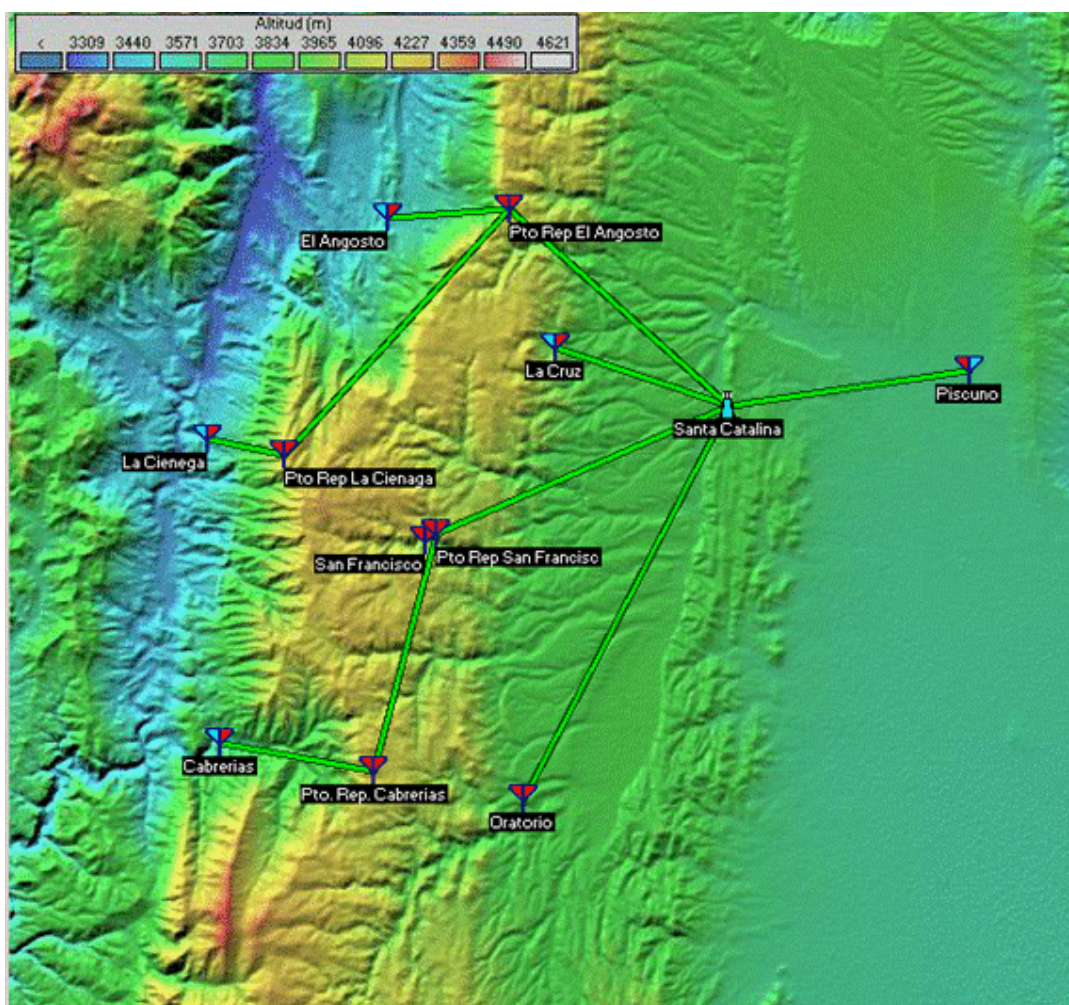 Altitud (m)
< 3309 3440 3571 3703 3834 3965 4096 4227 4359 4490 4621
El Angosto
Pto Rep El Angosto
La Cruz
Piscuno
Santa Catalina
La Cienega
Pto Rep La Cienaga
San Francisco
Pto Rep San Francisc
Cabrerias
Pto. Rep. Cabrerias
Oratorio